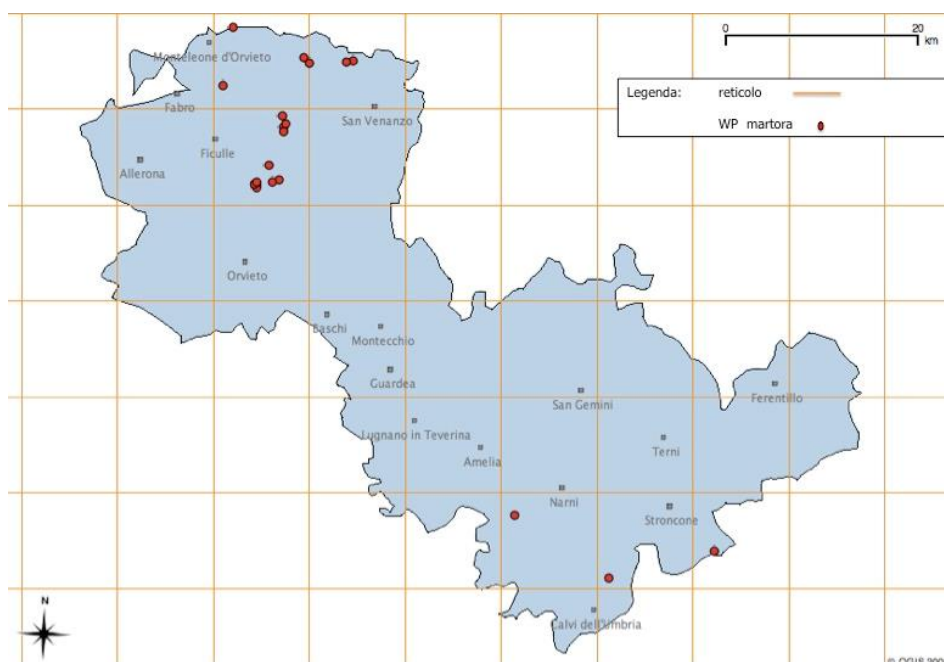 0 20
km
Legenda: reticolo
WP martora
Monteleone d'Orvieto
Fabro
San Venanzo
Ficulle
Allerona
Orvieto
Baschi
Montecchio
Guardea
San Gemini
Ferentillo
Lugnano in Teverina
Amelia
Terni
Narni
Stroncone
Calvi dell'Umbria
N